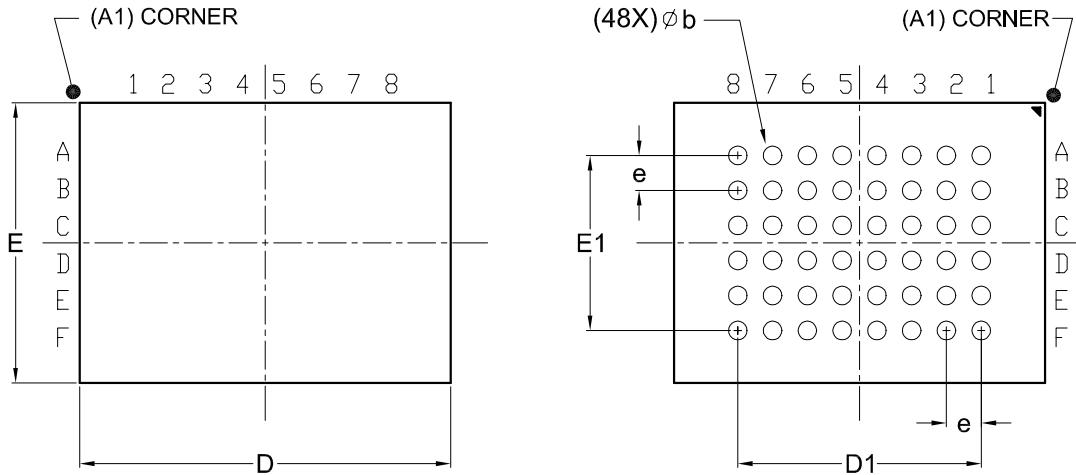 (A1) CORNER
1 2 3 4 5 6 7 8
A
B
C
D
E
F
E
D
(48X) ⌀ b
(A1) CORNER
8 7 6 5 4 3 2 1
A
B
C
D
E
F
e
E1
e
D1